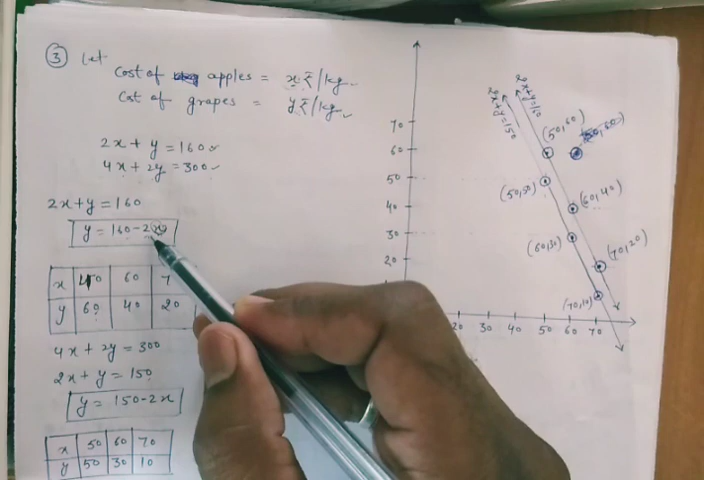 ③ Let
Cost of apples = x ₹/kg
Cost of grapes = y ₹/kg
2x + y = 160
4x + 2y = 300
2x + y = 160
y = 160 - 2x
x 60 7
y 60 40 20
4x + 2y = 300
2x + y = 150
y = 150 - 2x
x 50 60 70
y 50 30 10
2x+y=150
2x+y=160
70
60
50
40
30
20
20 30 40 50 60 70
(50,60)
(50,50)
(60,40)
(60,30)
(70,20)
(70,10)